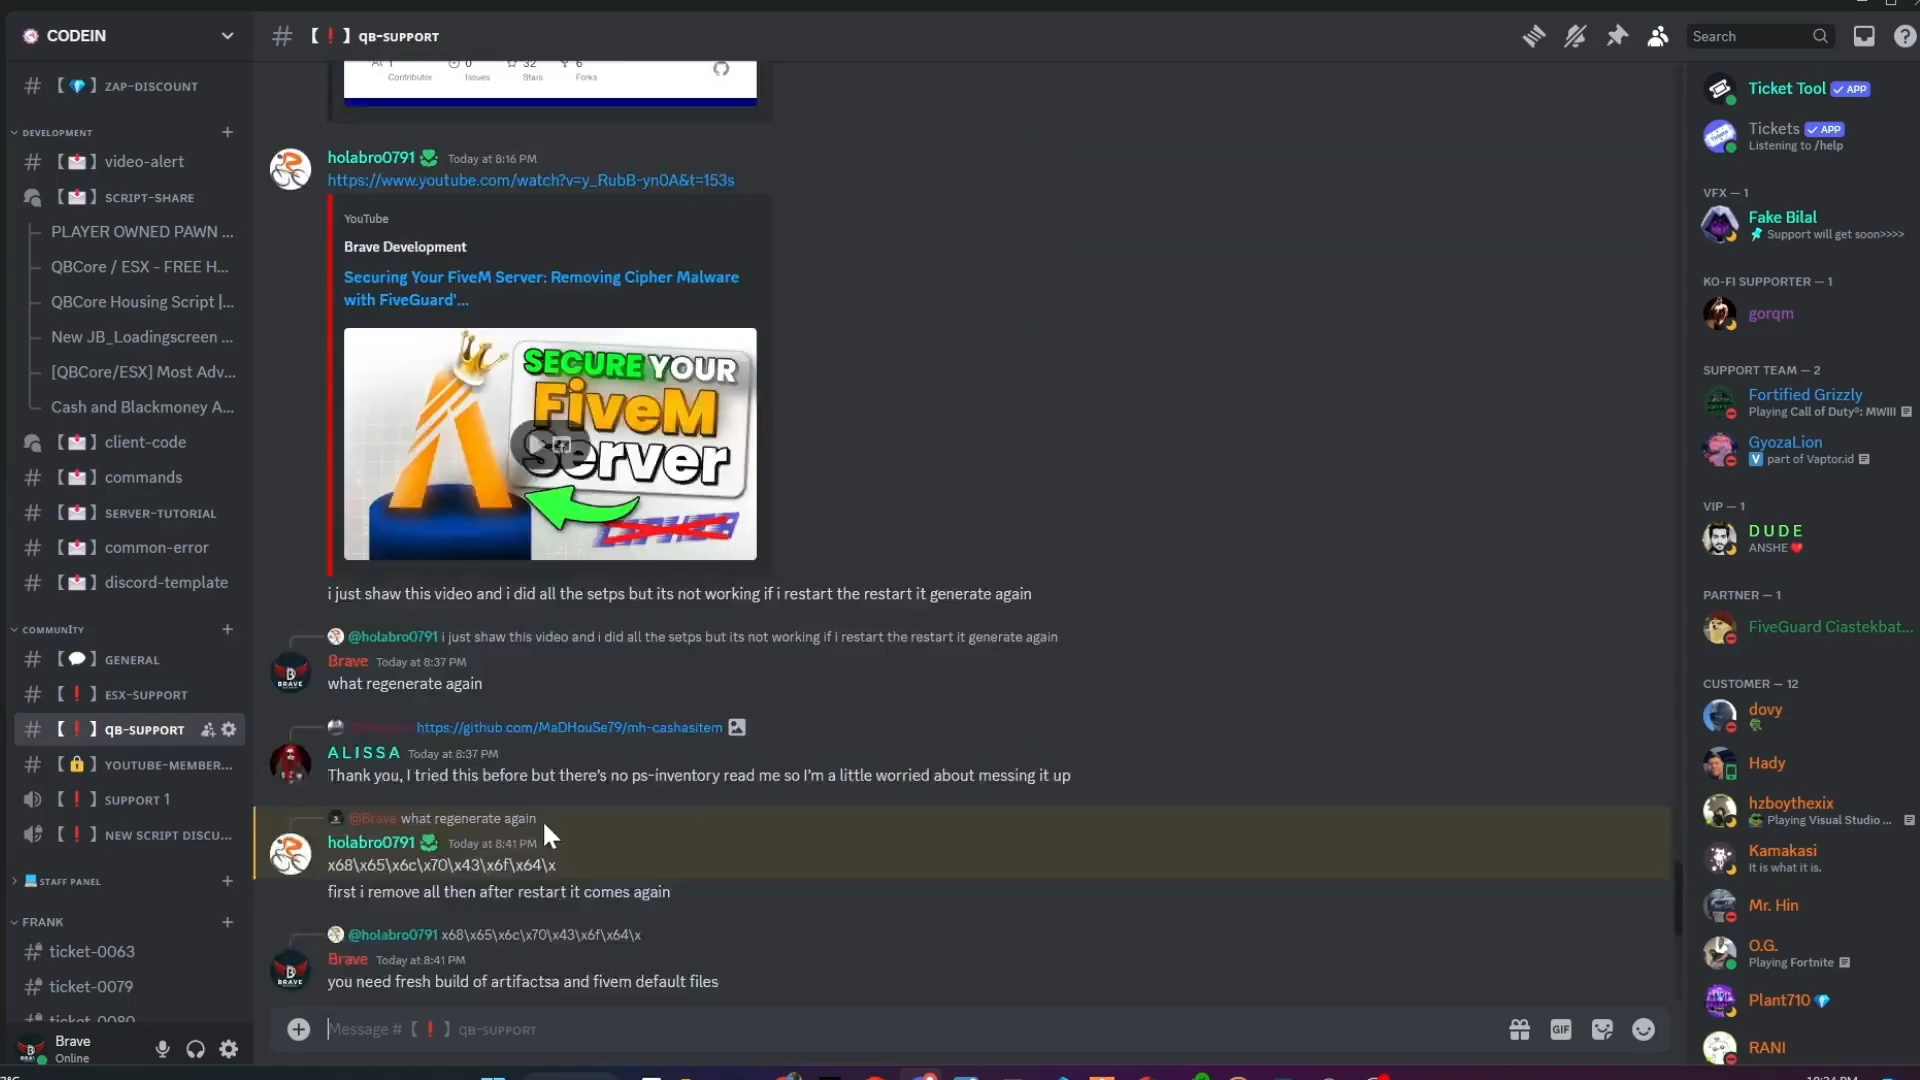 CODEIN
# 【❗】 QB-SUPPORT
Search
# 【💎】 ZAP-DISCOUNT
DEVELOPMENT
# 【📩】 video-alert
【📩】 SCRIPT-SHARE
PLAYER OWNED PAWN ...
QBCore / ESX - FREE H...
QBCore Housing Script |...
New JB_Loadingscreen ...
[QBCore/ESX] Most Adv...
Cash and Blackmoney A...
【📩】 client-code
# 【📩】 commands
# 【📩】 SERVER-TUTORIAL
# 【📩】 common-error
# 【📩】 discord-template
COMMUNİTY
# 【💬】 GENERAL
# 【❗】 ESX-SUPPORT
# 【❗】 QB-SUPPORT
# 【🔒】 YOUTUBE-MEMBER...
【❗】 SUPPORT 1
【❗】 NEW SCRIPT DISCU...
💻STAFF PANEL
FRANK
ticket-0063
ticket-0079
ticket-0080
Brave
Online
1 0 32 6
Contributor Issues Stars Forks
holabro0791 Today at 8:16 PM
https://www.youtube.com/watch?v=y_RubB-yn0A&t=153s
YouTube
Brave Development
Securing Your FiveM Server: Removing Cipher Malware
with FiveGuard'...
SECURE YOUR
FiveM
Server
CIPHER
i just shaw this video and i did all the setps but its not working if i restart the restart it generate again
@holabro0791 i just shaw this video and i did all the setps but its not working if i restart the restart it generate again
Brave Today at 8:37 PM
BRAVE
what regenerate again
https://github.com/MaDHouSe79/mh-cashasitem
A L I S S A Today at 8:37 PM
Thank you, I tried this before but there's no ps-inventory read me so I'm a little worried about messing it up
@Brave what regenerate again
holabro0791 Today at 8:41 PM
x68\x65\x6c\x70\x43\x6f\x64\x
first i remove all then after restart it comes again
@holabro0791 x68\x65\x6c\x70\x43\x6f\x64\x
Brave Today at 8:41 PM
BRAVE
you need fresh build of artifactsa and fivem default files
Message # 【❗】 QB-SUPPORT
GIF
Ticket Tool ✓ APP
Tickets ✓ APP
Listening to /help
VFX — 1
Fake Bilal
📌 Support will get soon>>>>
KO-FI SUPPORTER — 1
gorqm
SUPPORT TEAM — 2
Fortified Grizzly
Playing Call of Duty®: MWIII
GyozaLion
V part of Vaptor.id
VIP — 1
D U D E
ANSHE ❤️
PARTNER — 1
FiveGuard Ciastekbat...
CUSTOMER — 12
dovy
Hady
hzboythexix
Playing Visual Studio ...
Kamakasi
It is what it is.
Mr. Hin
O.G.
Playing Fortnite
Plant710 💎
RANI